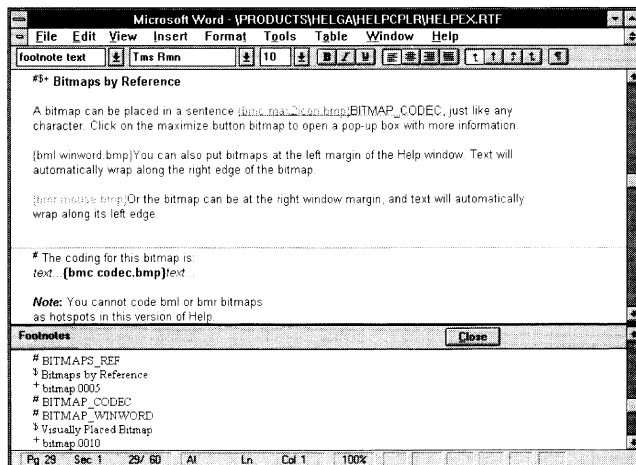 Microsoft Word - \PRODUCTS\HELGA\HELPCPLR\HELPEX.RTF
File Edit View Insert Format Tools Table Window Help
footnote text Tms Rmn 10 B I U
#$+ Bitmaps by Reference
A bitmap can be placed in a sentence {bmc max2icon.bmp}BITMAP_CODEC, just like any
character. Click on the maximize button bitmap to open a pop-up box with more information.
{bml winword.bmp}You can also put bitmaps at the left margin of the Help window. Text will
automatically wrap along the right edge of the bitmap.
{bmr mouse.bmp}Or the bitmap can be at the right window margin, and text will automatically
wrap along its left edge.
# The coding for this bitmap is:
text...{bmc codec.bmp}text...
Note: You cannot code bml or bmr bitmaps
as hotspots in this version of Help.
Footnotes Close
# BITMAPS_REF
$ Bitmaps by Reference
+ bitmap:0005
# BITMAP_CODEC
# BITMAP_WINWORD
$ Visually Placed Bitmap
+ bitmap:0010
Pg 29 Sec 1 29/ 60 At Ln Col 1 100%